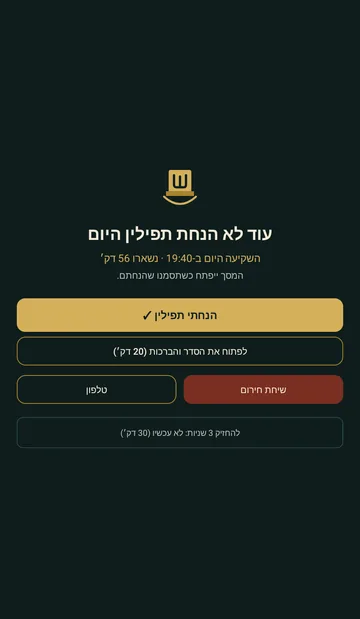 ש
עוד לא הנחת תפילין היום
השקיעה היום ב-19:40 · נשארו 56 דק׳
המסך ייפתח כשתסמנו שהנחתם.
הנחתי תפילין ✓
לפתוח את הסדר והברכות (20 דק׳)
שיחת חירום
טלפון
להחזיק 3 שניות: לא עכשיו (30 דק׳)